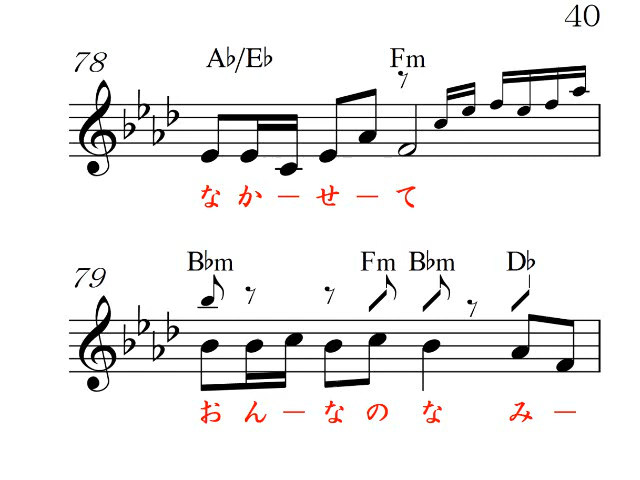 40
78
A♭/E♭ Fm
な か ー せ ー て
79
B♭m Fm B♭m D♭
お ん ー な の な み ー